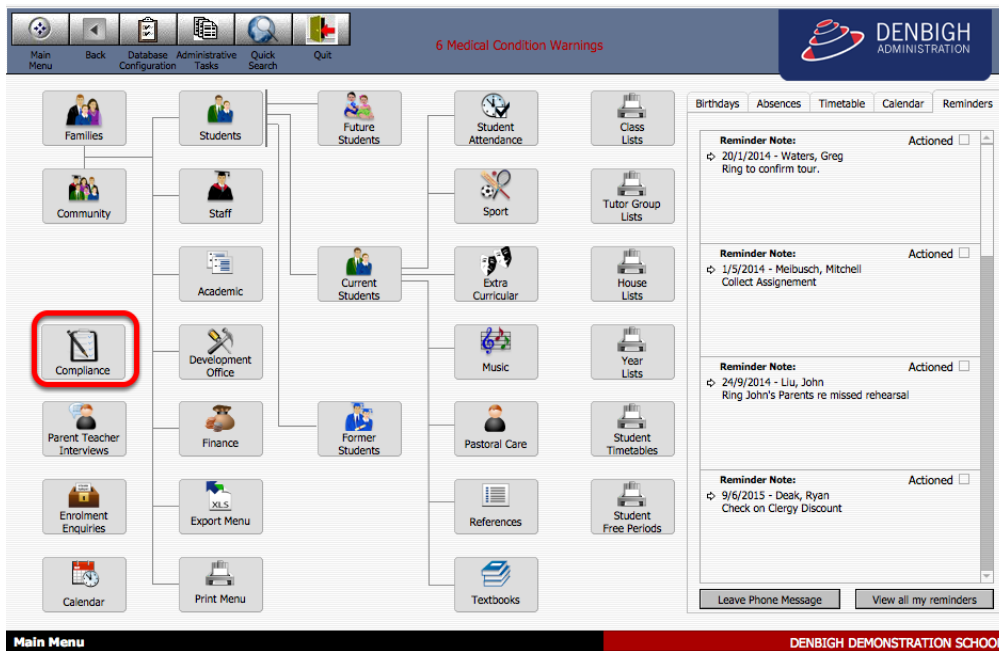 Main
Menu
Back
Database
Configuration
Administrative
Tasks
Quick
Search
Quit
6 Medical Condition Warnings
DENBIGH
ADMINISTRATION
Families
Students
Future
Students
Student
Attendance
Class
Lists
Community
Staff
Sport
Tutor Group
Lists
Academic
Current
Students
Extra
Curricular
House
Lists
Compliance
Development
Office
Music
Year
Lists
Parent Teacher
Interviews
Finance
Former
Students
Pastoral Care
Student
Timetables
Enrolment
Enquiries
XLS
Export Menu
References
Student
Free Periods
Calendar
Print Menu
Textbooks
Birthdays Absences Timetable Calendar Reminders
Reminder Note: Actioned
20/1/2014 - Waters, Greg
Ring to confirm tour.
Reminder Note: Actioned
1/5/2014 - Meibusch, Mitchell
Collect Assignement
Reminder Note: Actioned
24/9/2014 - Liu, John
Ring John's Parents re missed rehearsal
Reminder Note: Actioned
9/6/2015 - Deak, Ryan
Check on Clergy Discount
Leave Phone Message View all my reminders
Main Menu
DENBIGH DEMONSTRATION SCHOOL